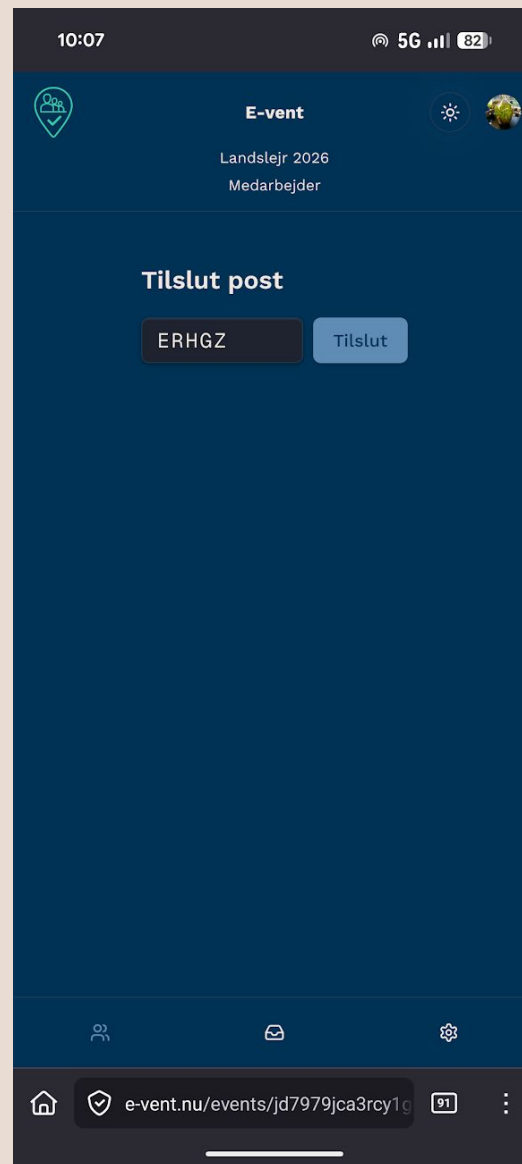 10:07 5G 82
E-vent
Landslejr 2026
Medarbejder
Tilslut post
ERHGZ Tilslut
e-vent.nu/events/jd7979jca3rcy1g 91